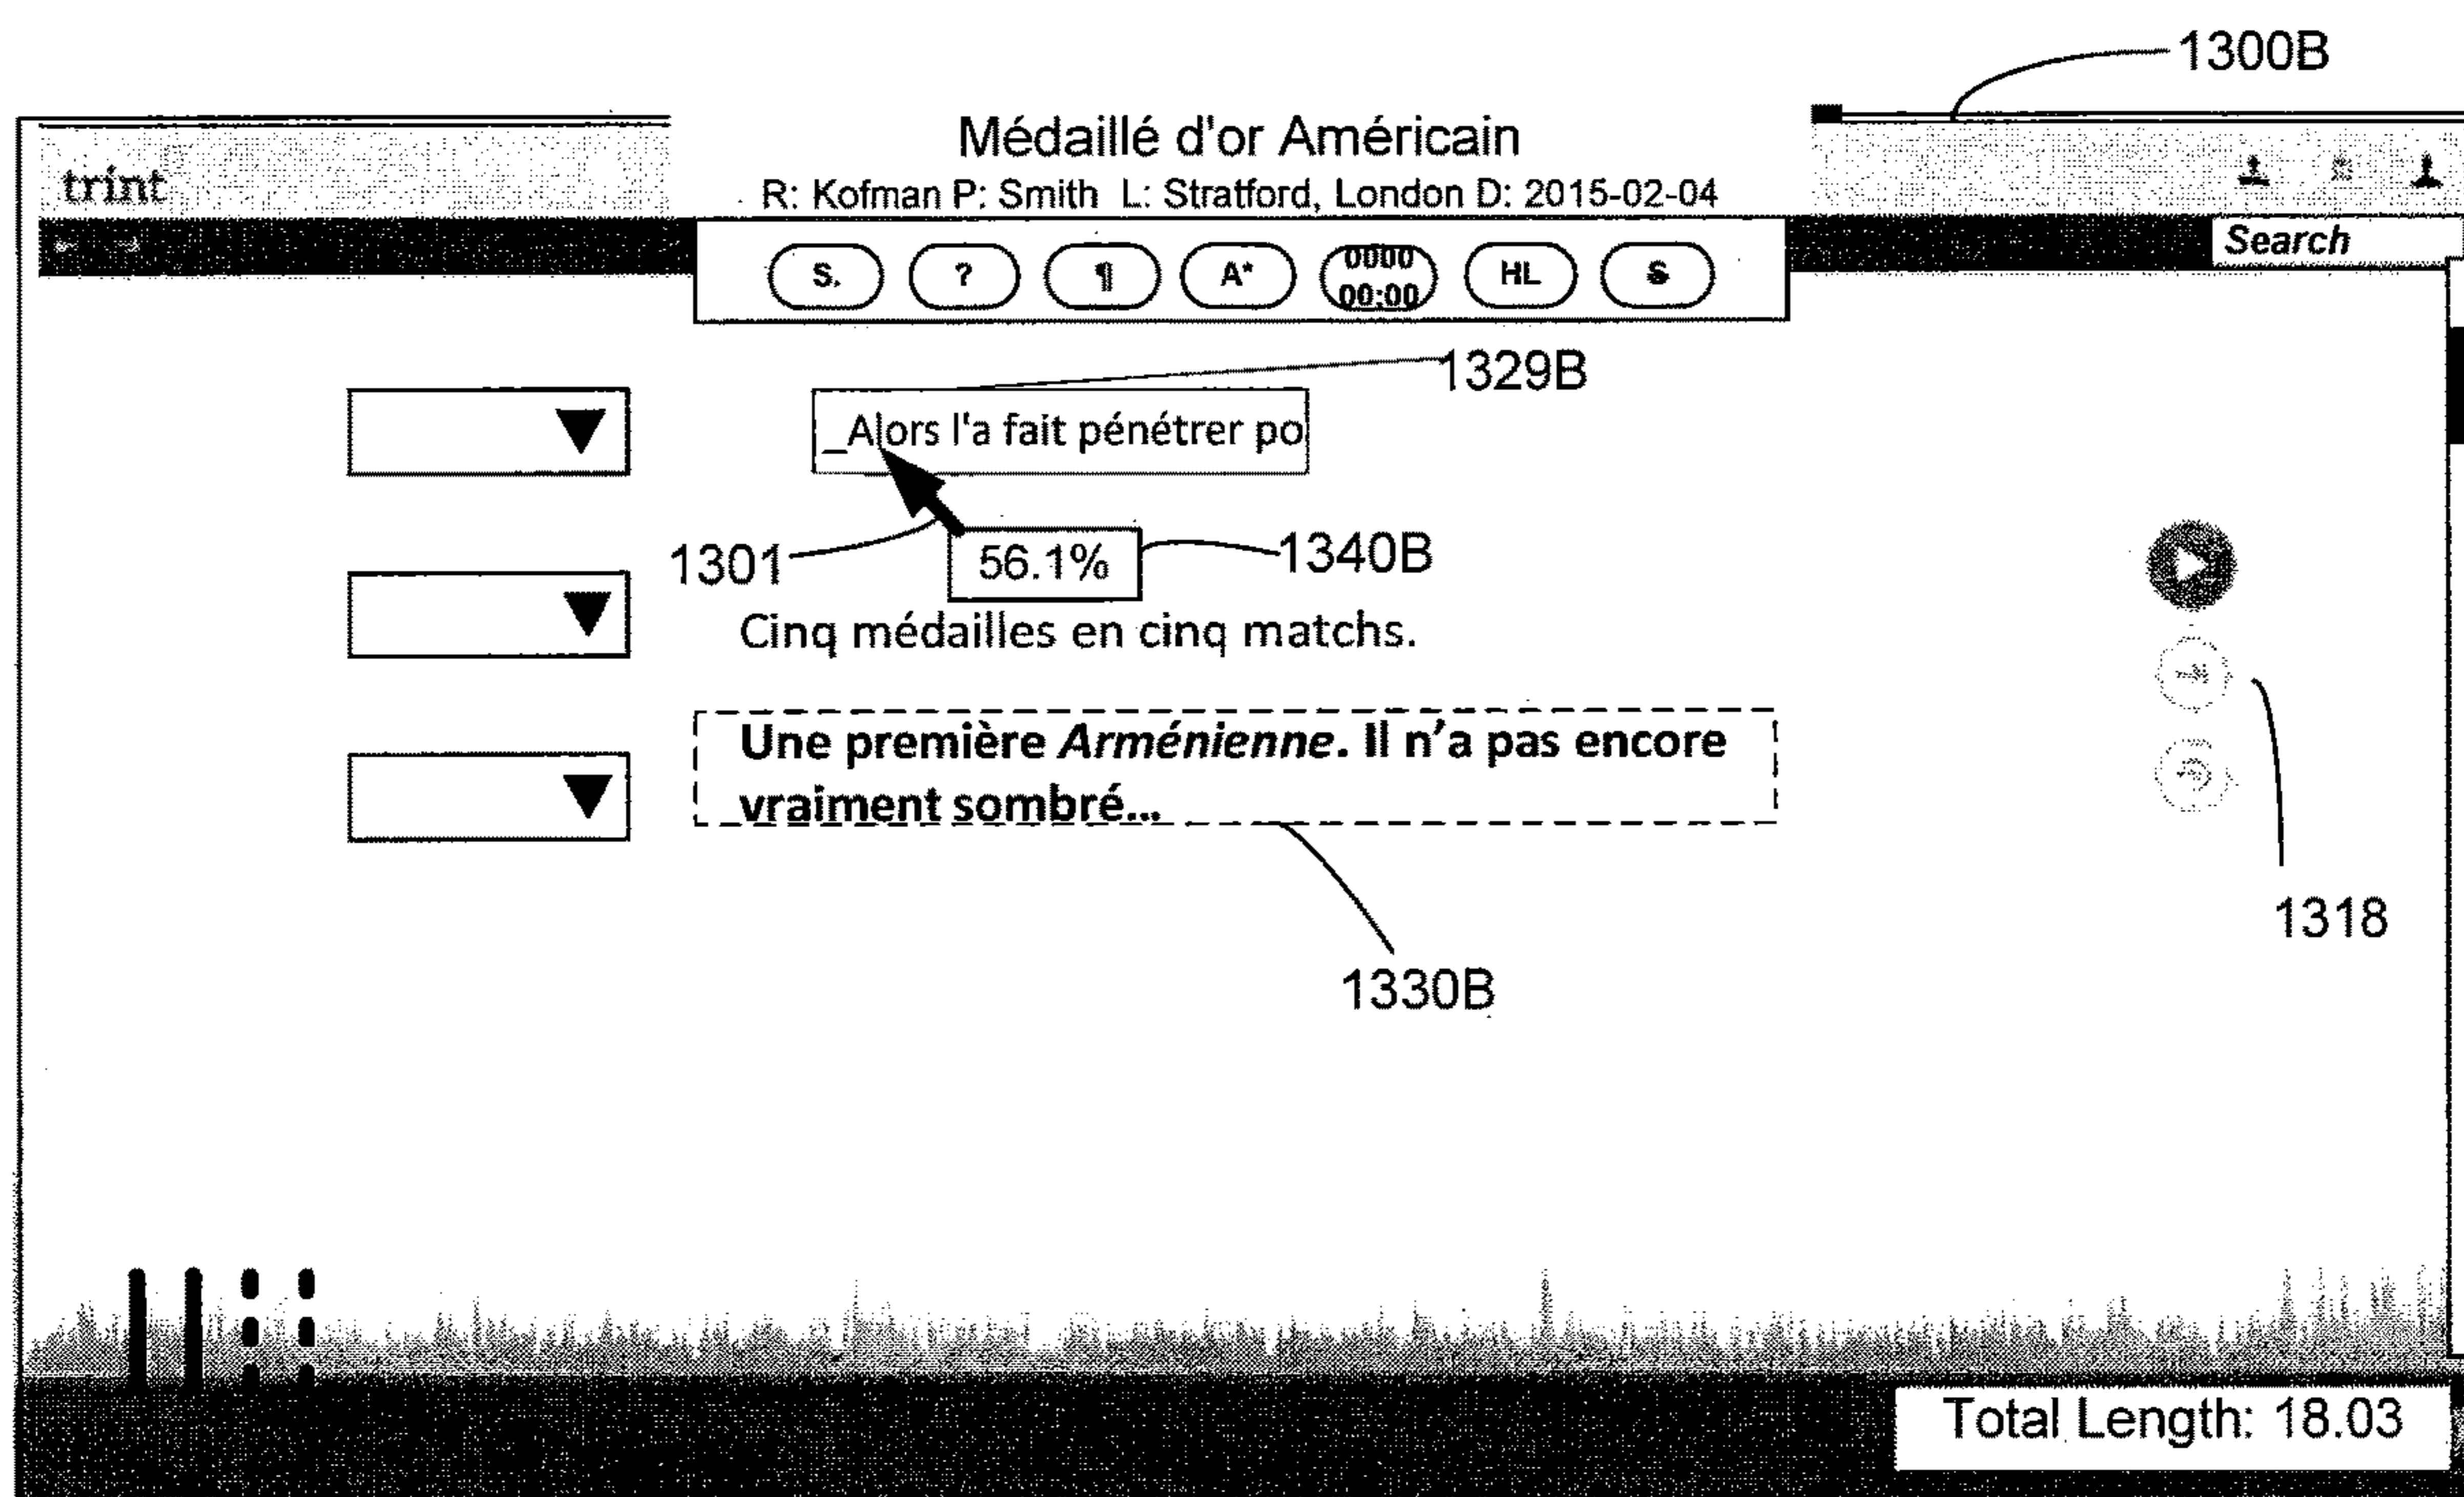 1300B
Médaillé d'or Américain
trint
R: Kofman P: Smith L: Stratford, London D: 2015-02-04
Search
S. ? ¶ A* 0000 HL S
00:00
1329B
_Alors l'a fait pénétrer po
1301
56.1%
1340B
Cinq médailles en cinq matchs.
Une première Arménienne. Il n'a pas encore
vraiment sombré...
1318
1330B
Total Length: 18.03